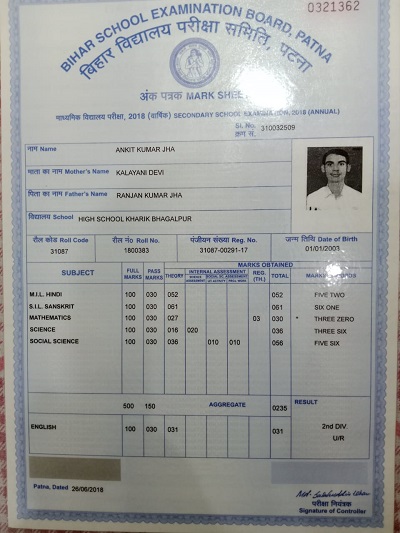 0321362
BIHAR SCHOOL EXAMINATION BOARD, PATNA
बिहार विद्यालय परीक्षा समिति, पटना
अंक पत्रक MARK SHEET
माध्यमिक विद्यालय परीक्षा, 2018 (वार्षिक) SECONDARY SCHOOL EXAMINATION, 2018 (ANNUAL)
Sl. No. 310032509
क्रम सं.
नाम Name ANKIT KUMAR JHA
माता का नाम Mother's Name KALAYANI DEVI
पिता का नाम Father's Name RANJAN KUMAR JHA
विद्यालय School HIGH SCHOOL KHARIK BHAGALPUR
रौल कोड Roll Code रौल नं० Roll No. पंजीयन संख्या Reg. No. जन्म तिथि Date of Birth
31087 1800383 31087-00291-17 01/01/2003
MARKS OBTAINED
SUBJECT FULL MARKS PASS MARKS THEORY INTERNAL ASSESSMENT REG. (TH.) TOTAL MARKS
M.I.L. HINDI 100 030 052 052 FIVE TWO
S.I.L. SANSKRIT 100 030 061 061 SIX ONE
MATHEMATICS 100 030 027 03 030 * THREE ZERO
SCIENCE 100 030 016 020 036 THREE SIX
SOCIAL SCIENCE 100 030 036 010 010 056 FIVE SIX
500 150 AGGREGATE 0235 RESULT
ENGLISH 100 030 031 031 2nd DIV.
U/R
Patna, Dated 26/06/2018
परीक्षा नियंत्रक
Signature of Controller